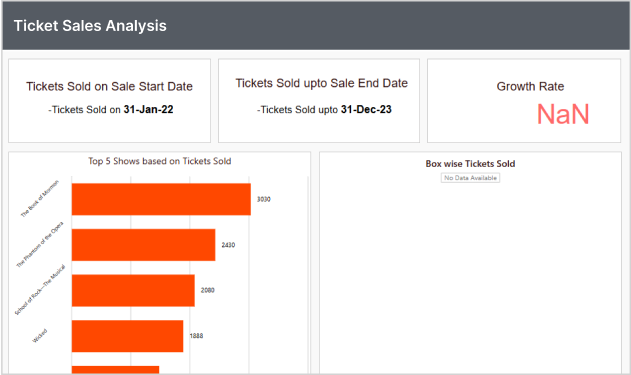 Ticket Sales Analysis
Tickets Sold on Sale Start Date
-Tickets Sold on 31-Jan-22
Tickets Sold upto Sale End Date
-Tickets Sold upto 31-Dec-23
Growth Rate
NaN
Top 5 Shows based on Tickets Sold
The Book of Mormon
3030
The Phantom of the Opera
2430
School of Rock—The Musical
2080
Wicked
1888
Box wise Tickets Sold
No Data Available